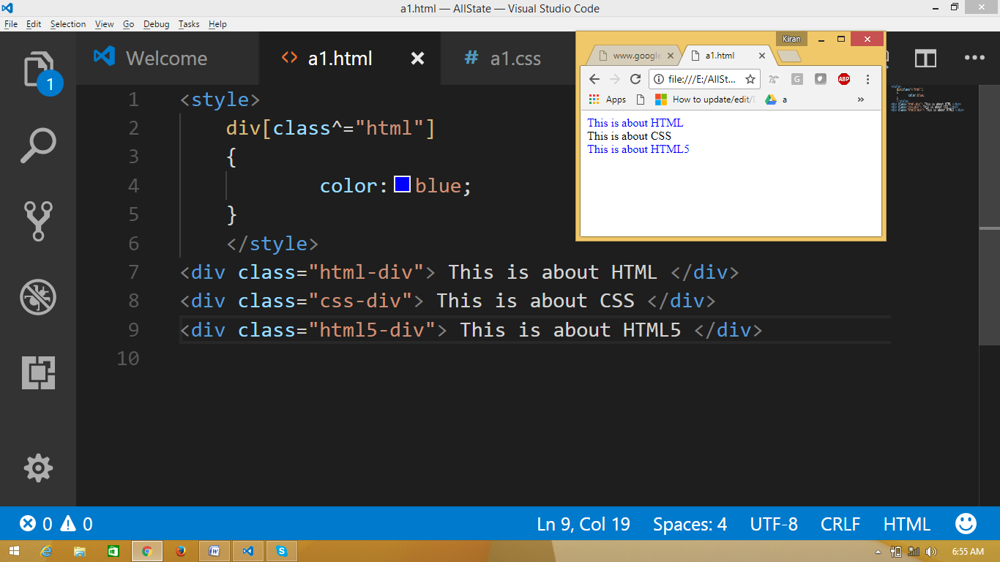 a1.html — AllState — Visual Studio Code
File Edit Selection View Go Debug Tasks Help
Kiran
Welcome a1.html a1.css
www.google a1.html
file:///E:/AllSt...
Apps How to update/edit/ a
1 <style>
2 div[class^="html"]
3 {
4 color: blue;
5 }
6 </style>
7 <div class="html-div"> This is about HTML </div>
8 <div class="css-div"> This is about CSS </div>
9 <div class="html5-div"> This is about HTML5 </div>
10
This is about HTML
This is about CSS
This is about HTML5
1
G
ABP
0 0 Ln 9, Col 19 Spaces: 4 UTF-8 CRLF HTML
6:55 AM